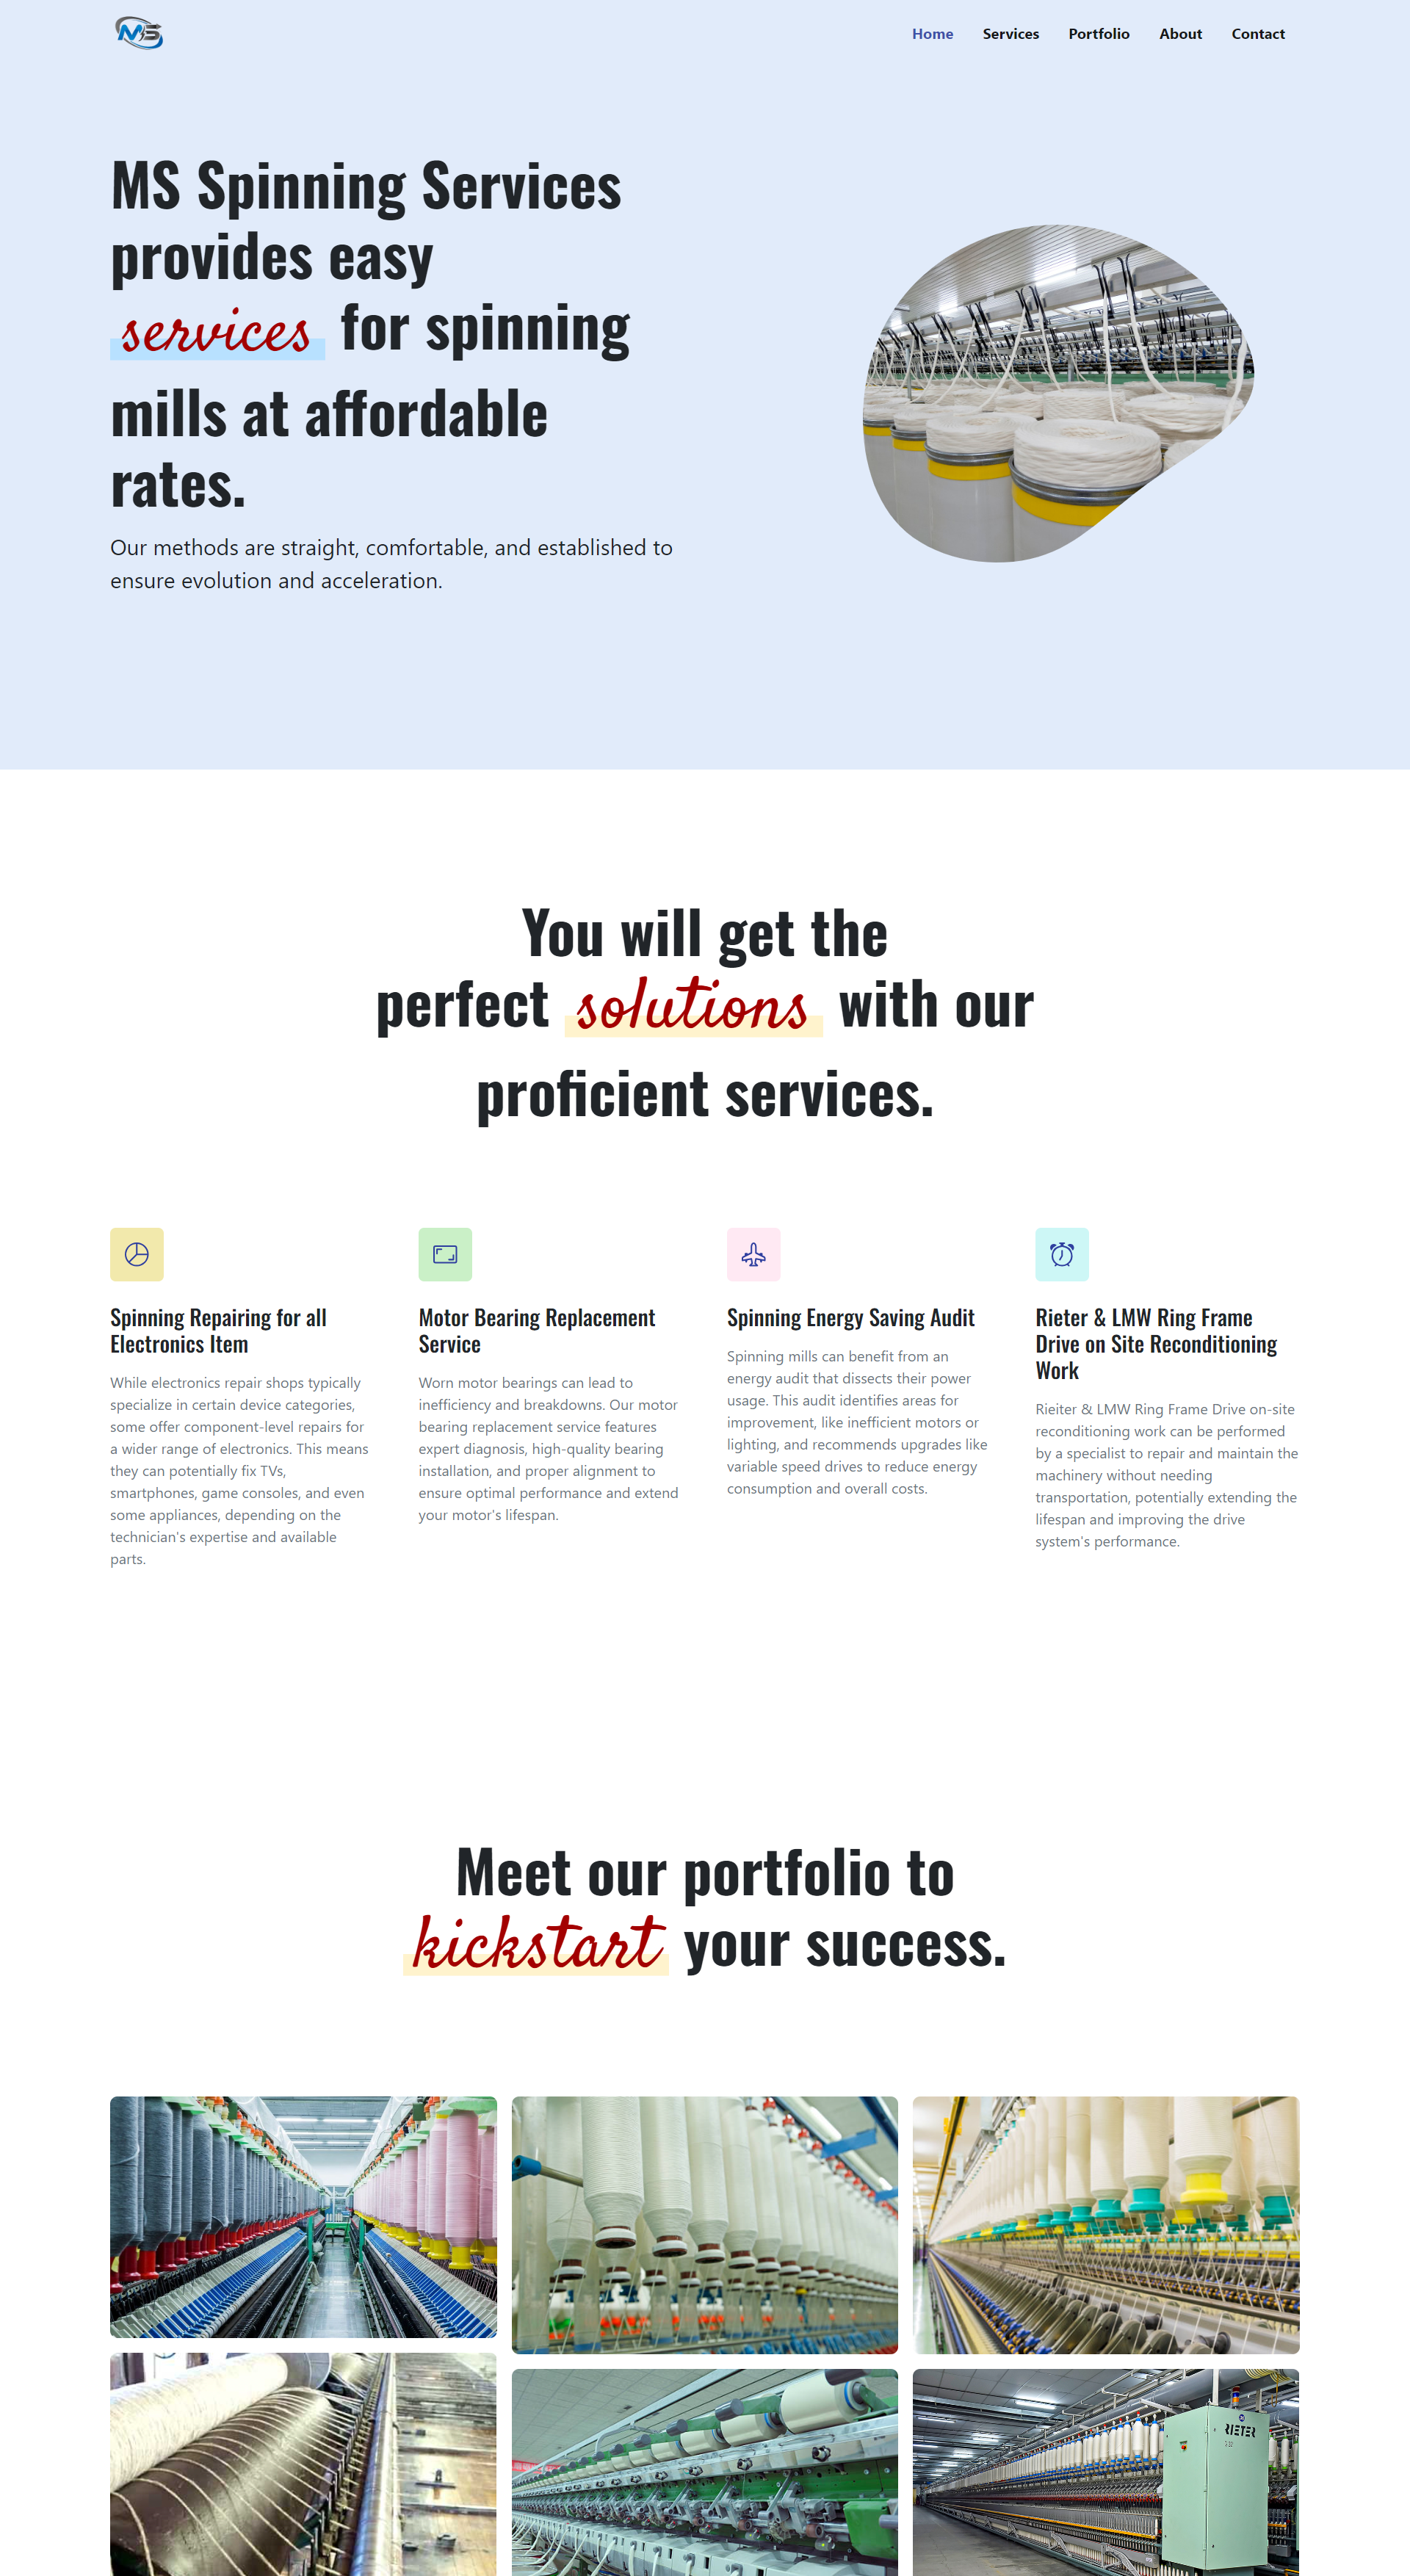 MS
Home Services Portfolio About Contact
MS Spinning Services
provides easy
services for spinning
mills at affordable
rates.
Our methods are straight, comfortable, and established to
ensure evolution and acceleration.
You will get the
perfect solutions with our
proficient services.
Spinning Repairing for all
Electronics Item
While electronics repair shops typically
specialize in certain device categories,
some offer component-level repairs for
a wider range of electronics. This means
they can potentially fix TVs,
smartphones, game consoles, and even
some appliances, depending on the
technician's expertise and available
parts.
Motor Bearing Replacement
Service
Worn motor bearings can lead to
inefficiency and breakdowns. Our motor
bearing replacement service features
expert diagnosis, high-quality bearing
installation, and proper alignment to
ensure optimal performance and extend
your motor's lifespan.
Spinning Energy Saving Audit
Spinning mills can benefit from an
energy audit that dissects their power
usage. This audit identifies areas for
improvement, like inefficient motors or
lighting, and recommends upgrades like
variable speed drives to reduce energy
consumption and overall costs.
Rieter & LMW Ring Frame
Drive on Site Reconditioning
Work
Rieiter & LMW Ring Frame Drive on-site
reconditioning work can be performed
by a specialist to repair and maintain the
machinery without needing
transportation, potentially extending the
lifespan and improving the drive
system's performance.
Meet our portfolio to
kickstart your success.
RIETER